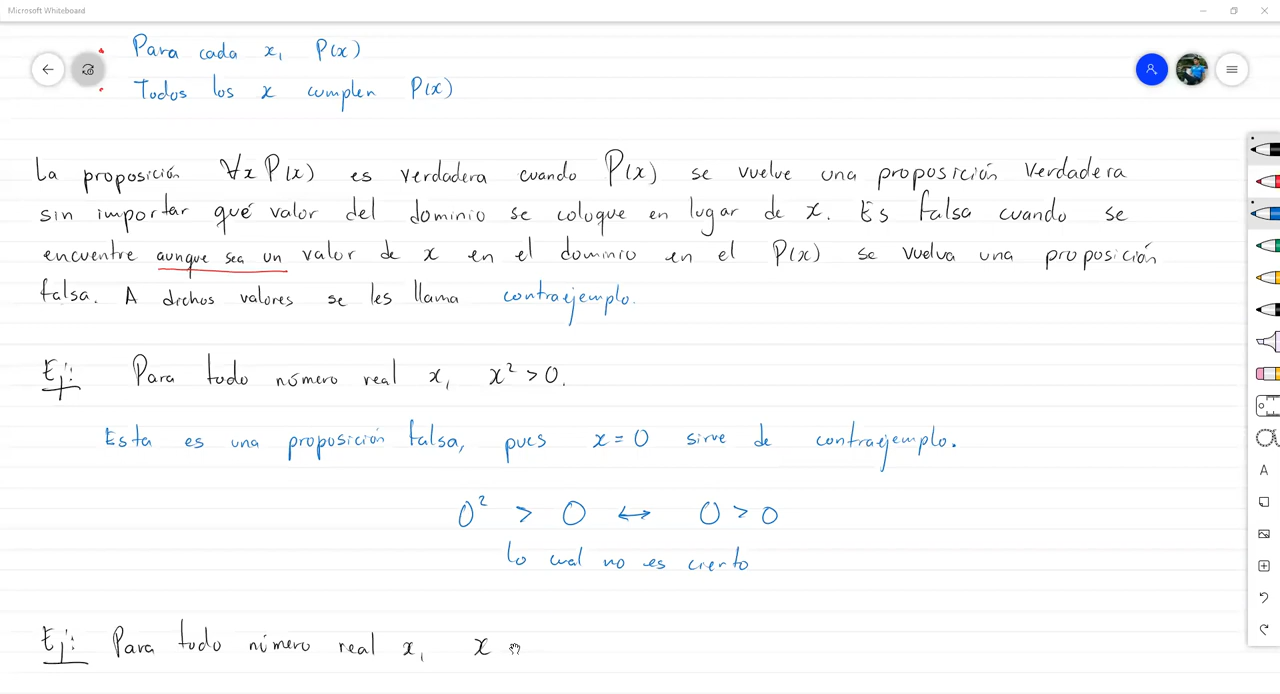 Microsoft Whiteboard
Para cada x, P(x)
Todos los x cumplen P(x)
La proposición ∀x P(x) es verdadera cuando P(x) se vuelve una proposición verdadera
sin importar qué valor del dominio se coloque en lugar de x. Es falsa cuando se
encuentre aunque sea un valor de x en el dominio en el P(x) se vuelva una proposición
falsa. A dichos valores se les llama contraejemplo.
Ej: Para todo número real x, x² > 0.
Esta es una proposición falsa, pues x = 0 sirve de contraejemplo.
0² > 0 ↔ 0 > 0
lo cual no es cierto
Ej: Para todo número real x, x